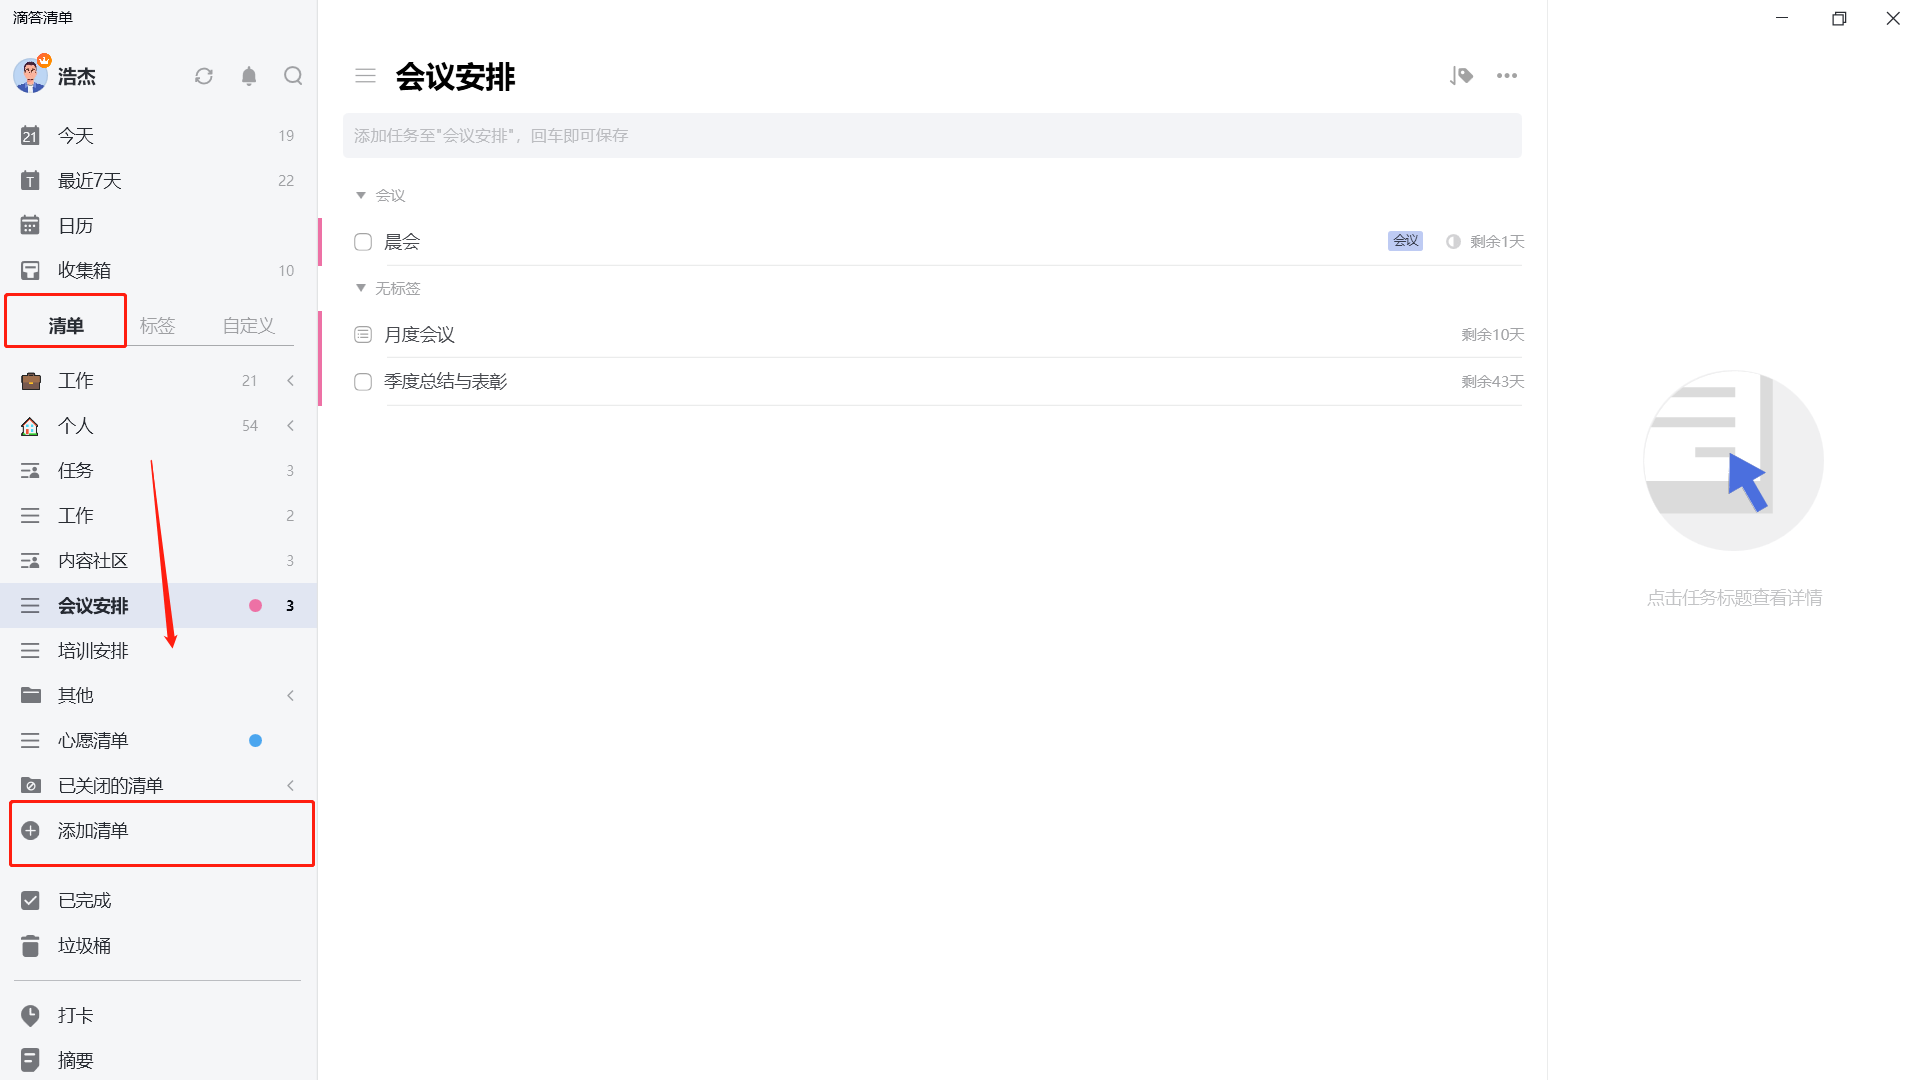 滴答清单
浩杰
21 今天 19
T 最近7天 22
日历
收集箱 10
清单 标签 自定义
工作 21
个人 54
任务 3
工作 2
内容社区 3
会议安排 3
培训安排
其他
心愿清单
已关闭的清单
添加清单
已完成
垃圾桶
打卡
摘要
会议安排
添加任务至"会议安排"，回车即可保存
会议
晨会 会议 剩余1天
无标签
月度会议 剩余10天
季度总结与表彰 剩余43天
点击任务标题查看详情